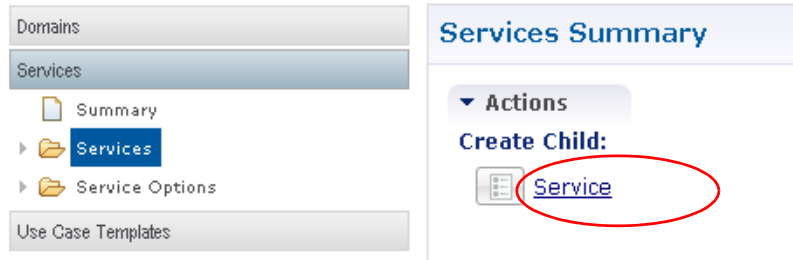 Domains
Services
Summary
Services
Service Options
Use Case Templates
Services Summary
Actions
Create Child:
Service